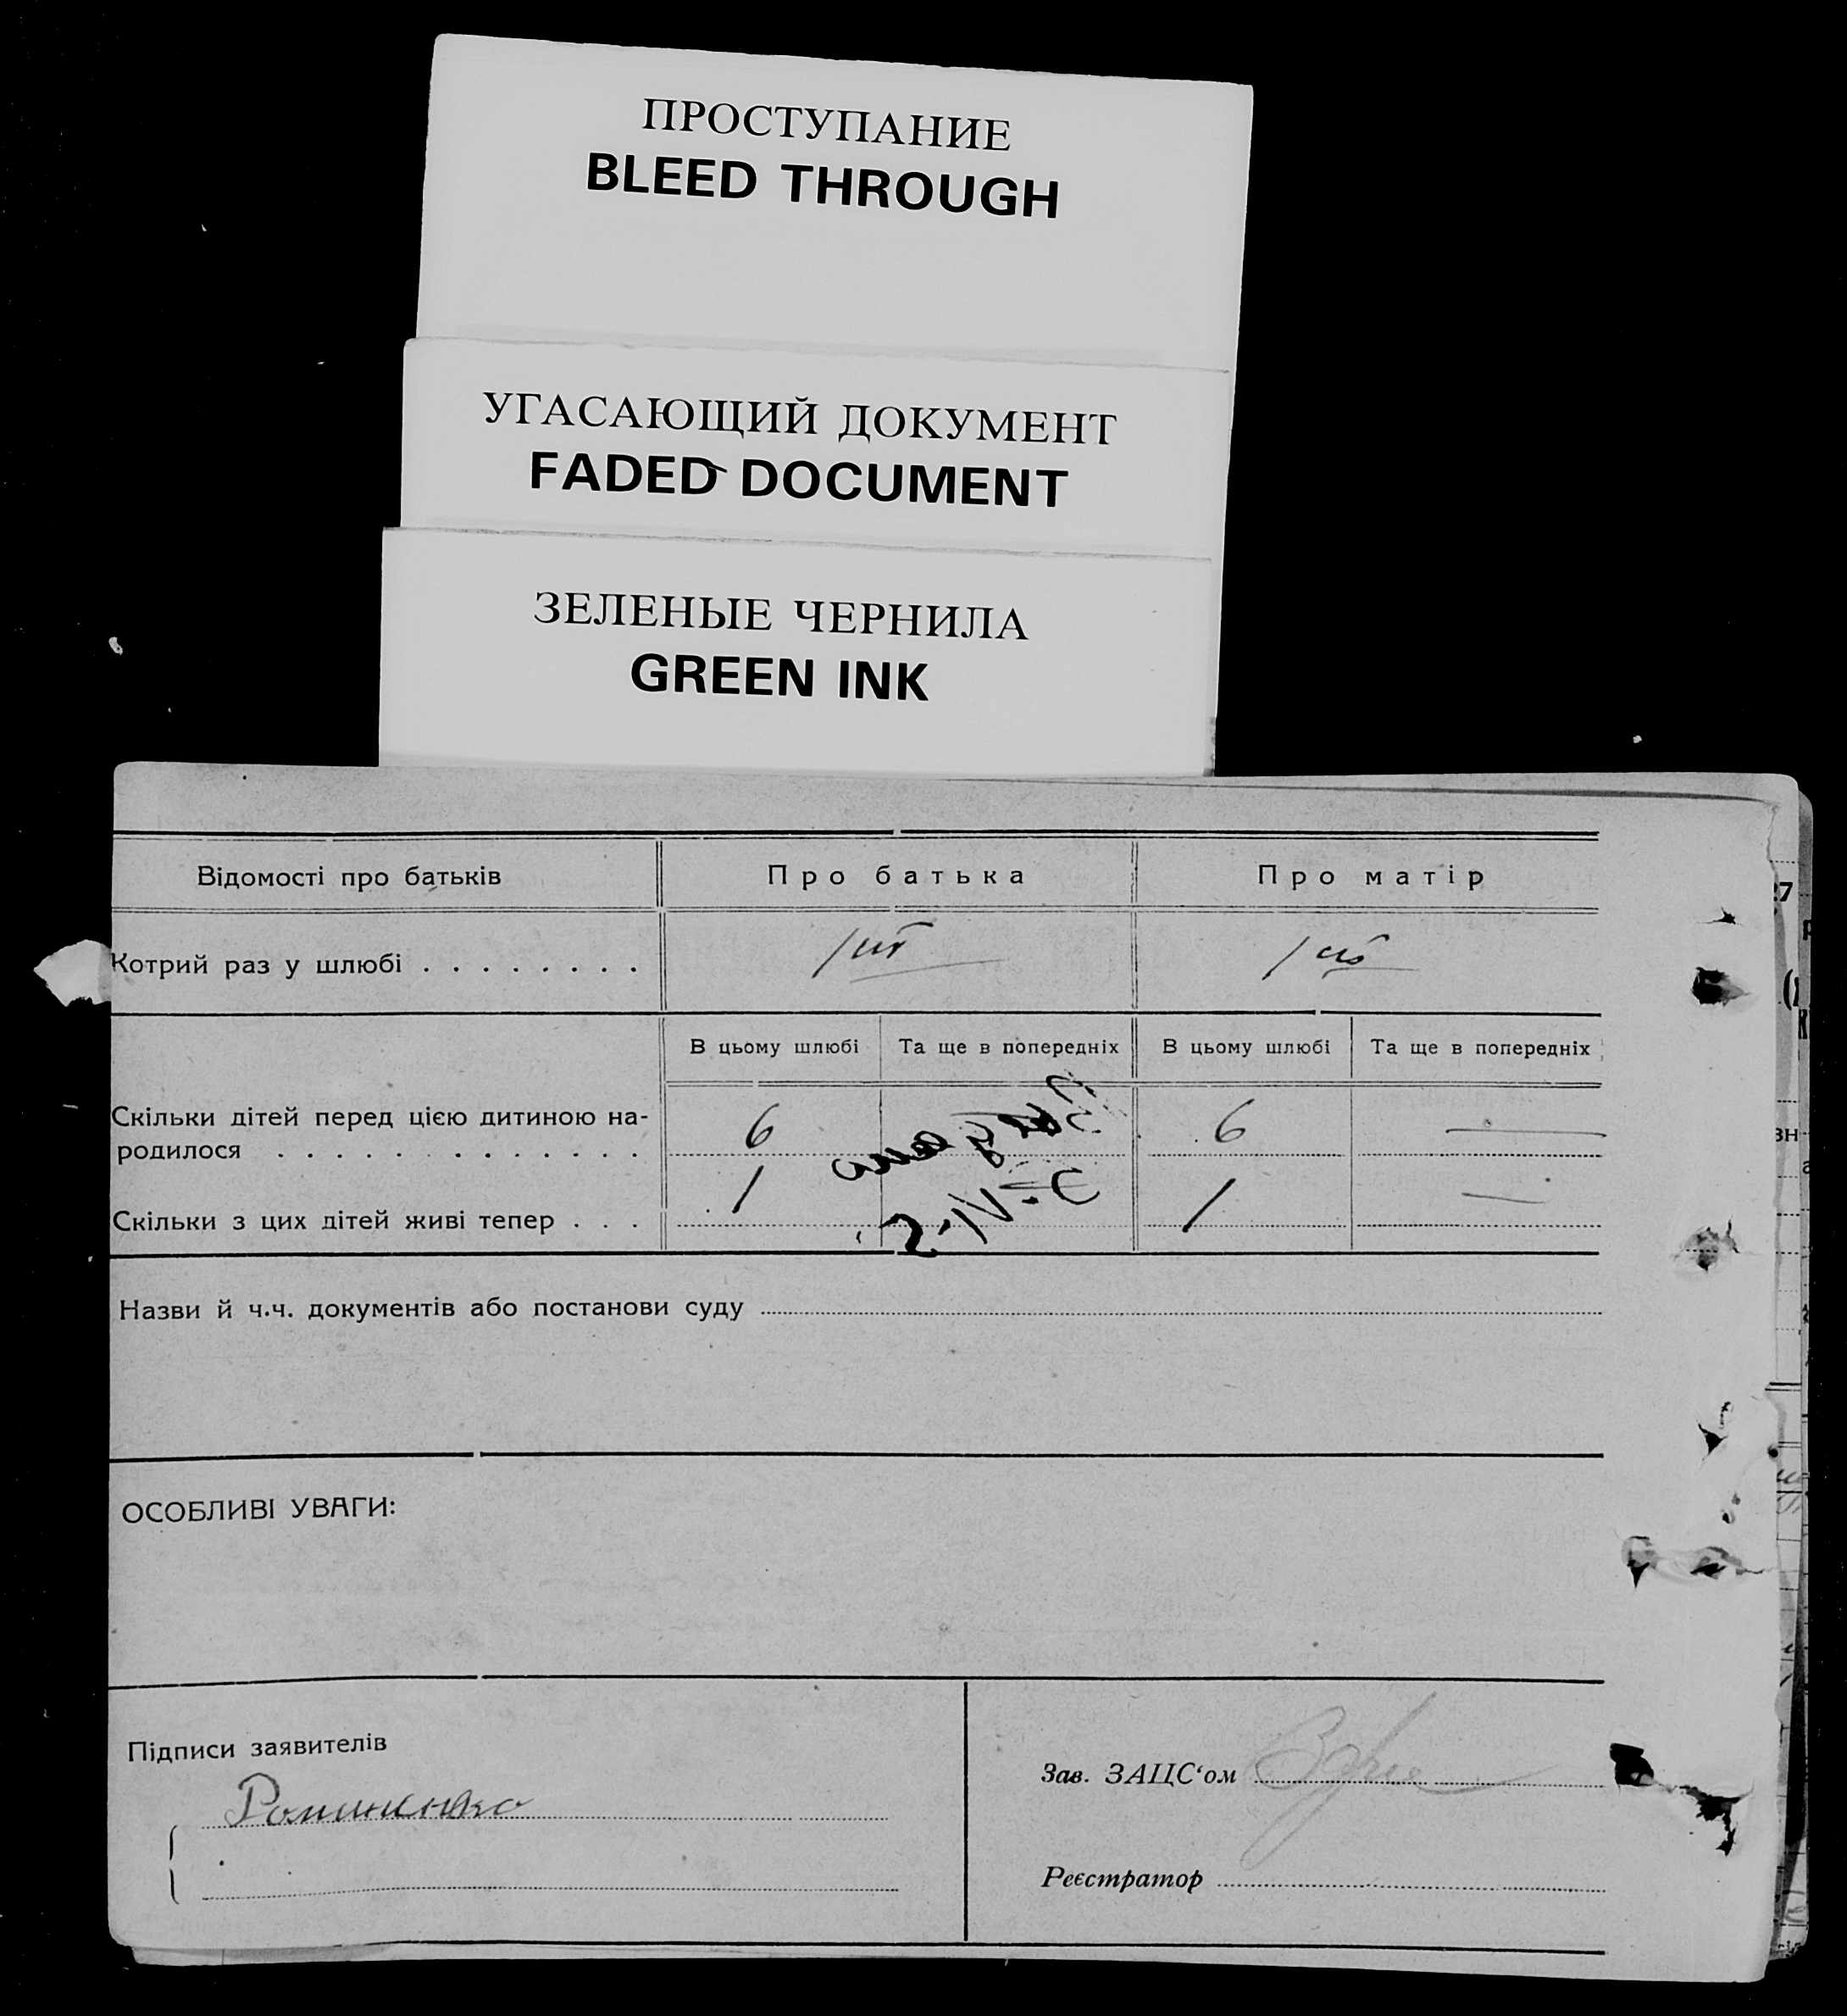 ПРОСТУПАНИЕ
BLEED THROUGH
УГАСАЮЩИЙ ДОКУМЕНТ
FADED DOCUMENT
ЗЕЛЕНЫЕ ЧЕРНИЛА
GREEN INK
Відомості про батьків Про батька Про матір
Котрий раз у шлюбі . . . . . . . .
В цьому шлюбі Та ще в попередніх В цьому шлюбі Та ще в попередніх
Скільки дітей перед цією дитиною на-
родилося . . . . . . . . . . . . . 6 6 —
Скільки з цих дітей живі тепер . . . 1 1 —
Назви й ч.ч. документів або постанови суду
ОСОБЛИВІ УВАГИ:
Підписи заявителів
Зав. ЗАЦС‘ом
Реєстратор